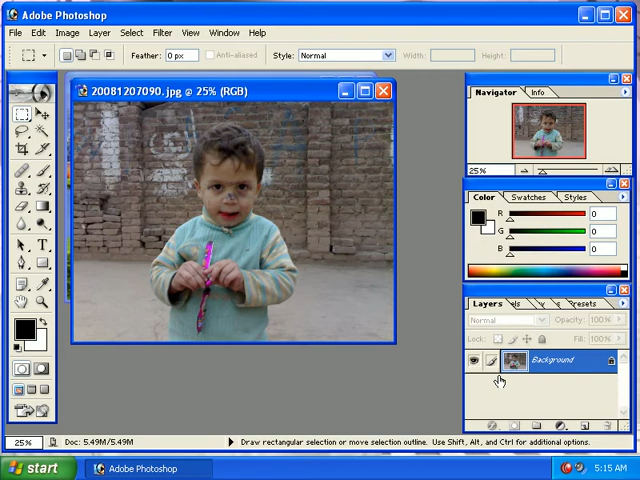 Adobe Photoshop
File Edit Image Layer Select Filter View Window Help
Feather: 0 px Anti-aliased Style: Normal Width: Height:
20081207090.jpg @ 25% (RGB)
Navigator Info
25%
Color Swatches Styles
R 0
G 0
B 0
Layers els resets
Normal Opacity: 100%
Lock: Fill: 100%
Background
T
25% Doc: 5.49M/5.49M Draw rectangular selection or move selection outline. Use Shift, Alt, and Ctrl for additional options.
start Adobe Photoshop 5:15 AM